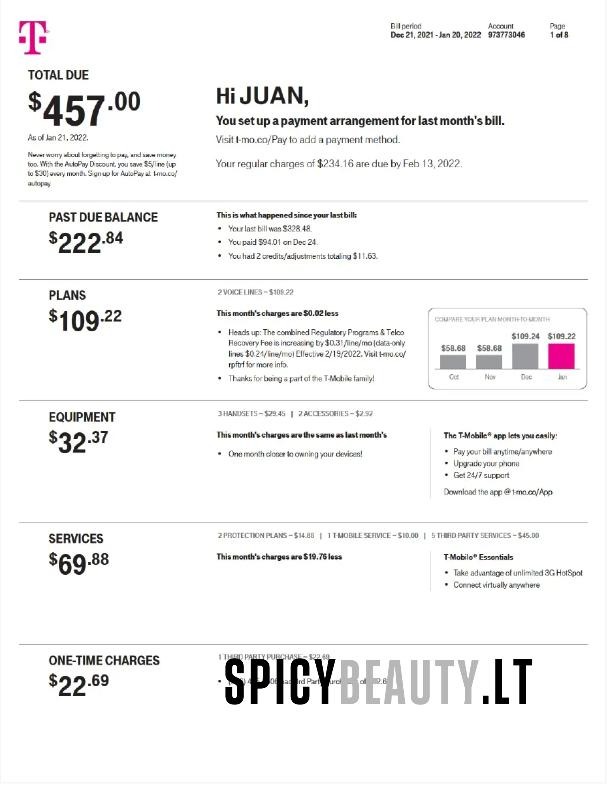 T
Bill period Account Page
Dec 21, 2021 - Jan 20, 2022 973773046 1 of 8
TOTAL DUE
$457.00
As of Jan 21, 2022.
Never worry about forgetting to pay, and save money
too. With the AutoPay Discount, you save $5/line (up
to $30) every month. Sign up for AutoPay at t-mo.co/
autopay
Hi JUAN,
You set up a payment arrangement for last month's bill.
Visit t-mo.co/Pay to add a payment method.
Your regular charges of $234.16 are due by Feb 13, 2022.
PAST DUE BALANCE
$222.84
This is what happened since your last bill:
• Your last bill was $328.48.
• You paid $94.01 on Dec 24.
• You had 2 credits/adjustments totaling $11.63.
PLANS
$109.22
2 VOICE LINES – $109.22
This month's charges are $0.02 less
• Heads up: The combined Regulatory Programs & Telco
Recovery Fee is increasing by $0.31/line/mo (data-only
lines $0.24/line/mo) Effective 2/19/2022. Visit t-mo.co/
rpftrf for more info.
• Thanks for being a part of the T-Mobile family!
COMPARE YOUR PLAN MONTH-TO-MONTH
$58.68 $58.68 $109.24 $109.22
Oct Nov Dec Jan
EQUIPMENT
$32.37
3 HANDSETS – $29.45 | 2 ACCESSORIES – $2.92
This month's charges are the same as last month's
• One month closer to owning your devices!
The T-Mobile® app lets you easily:
• Pay your bill anytime/anywhere
• Upgrade your phone
• Get 24/7 support
Download the app @ t-mo.co/App
SERVICES
$69.88
2 PROTECTION PLANS – $14.88 | 1 T-MOBILE SERVICE – $10.00 | 5 THIRD PARTY SERVICES – $45.00
This month's charges are $19.76 less
T-Mobile® Essentials
• Take advantage of unlimited 3G HotSpot
• Connect virtually anywhere
ONE-TIME CHARGES
$22.69
1 THIRD PARTY PURCHASE – $22.69
SPICYBEAUTY.LT